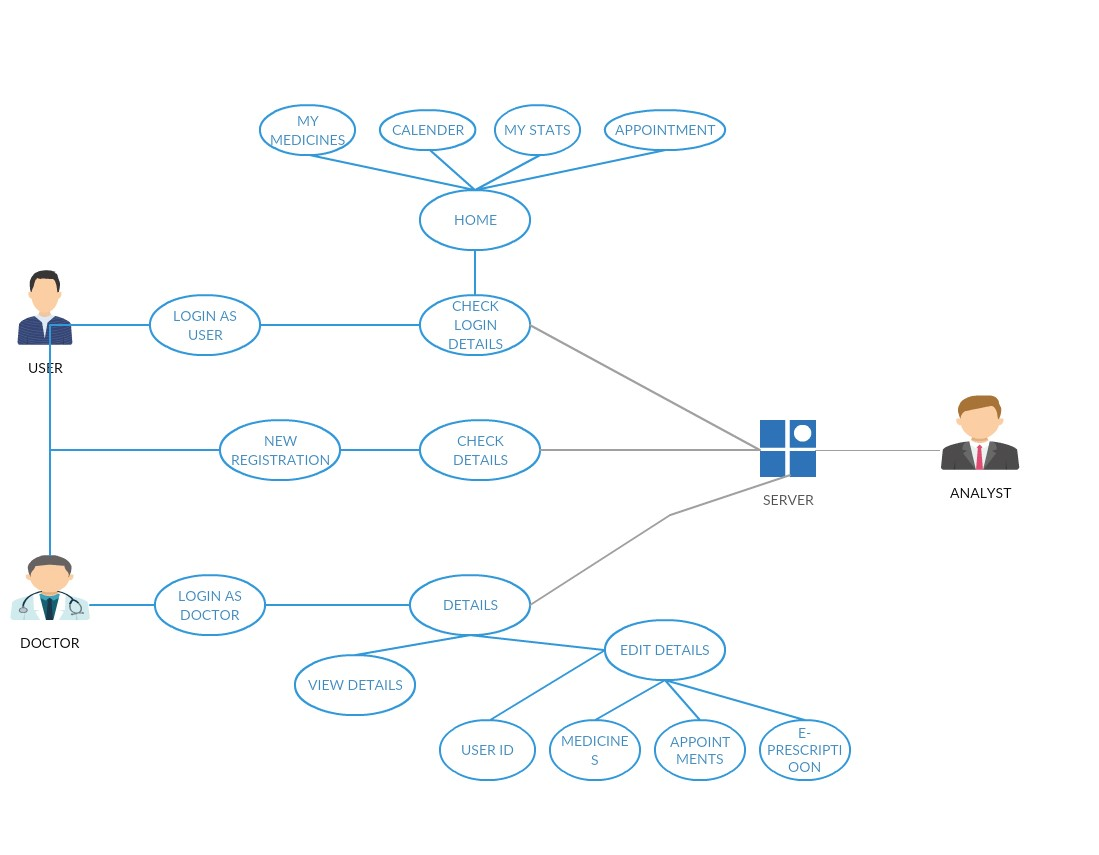 MY
MEDICINES
CALENDER
MY STATS
APPOINTMENT
HOME
LOGIN AS
USER
CHECK
LOGIN
DETAILS
USER
NEW
REGISTRATION
CHECK
DETAILS
SERVER
ANALYST
LOGIN AS
DOCTOR
DETAILS
DOCTOR
EDIT DETAILS
VIEW DETAILS
USER ID
MEDICINE
S
APPOINT
MENTS
E-
PRESCRIPTI
OON